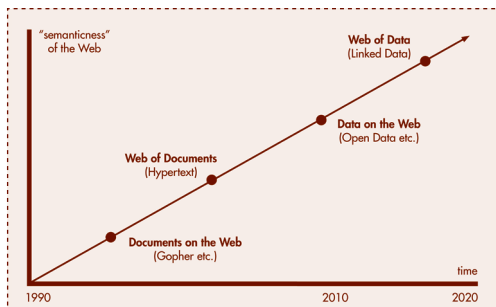 "semanticness"
of the Web
Web of Data
(Linked Data)
Data on the Web
(Open Data etc.)
Web of Documents
(Hypertext)
Documents on the Web
(Gopher etc.)
time
1990
2010
2020